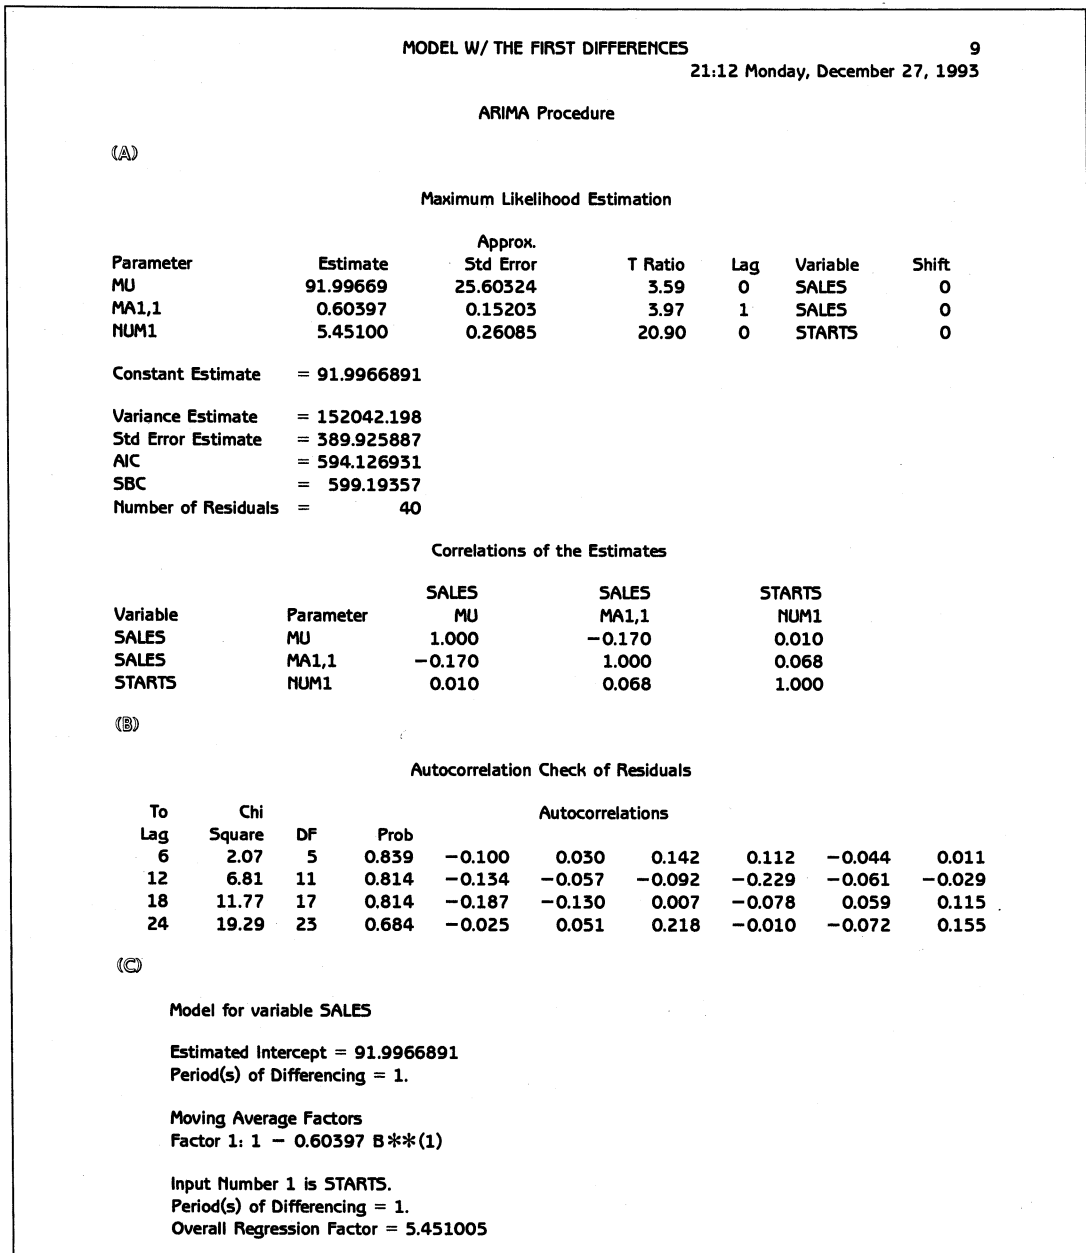 MODEL W/ THE FIRST DIFFERENCES 9
21:12 Monday, December 27, 1993
ARIMA Procedure
(A)
Maximum Likelihood Estimation
Approx.
Parameter Estimate Std Error T Ratio Lag Variable Shift
MU 91.99669 25.60324 3.59 0 SALES 0
MA1,1 0.60397 0.15203 3.97 1 SALES 0
NUM1 5.45100 0.26085 20.90 0 STARTS 0
Constant Estimate = 91.9966891
Variance Estimate = 152042.198
Std Error Estimate = 389.925887
AIC = 594.126931
SBC = 599.19357
Number of Residuals = 40
Correlations of the Estimates
SALES SALES STARTS
Variable Parameter MU MA1,1 NUM1
SALES MU 1.000 −0.170 0.010
SALES MA1,1 −0.170 1.000 0.068
STARTS NUM1 0.010 0.068 1.000
(B)
Autocorrelation Check of Residuals
To Chi Autocorrelations
Lag Square DF Prob
6 2.07 5 0.839 −0.100 0.030 0.142 0.112 −0.044 0.011
12 6.81 11 0.814 −0.134 −0.057 −0.092 −0.229 −0.061 −0.029
18 11.77 17 0.814 −0.187 −0.130 0.007 −0.078 0.059 0.115
24 19.29 23 0.684 −0.025 0.051 0.218 −0.010 −0.072 0.155
(C)
Model for variable SALES
Estimated Intercept = 91.9966891
Period(s) of Differencing = 1.
Moving Average Factors
Factor 1: 1 − 0.60397 B**(1)
Input Number 1 is STARTS.
Period(s) of Differencing = 1.
Overall Regression Factor = 5.451005